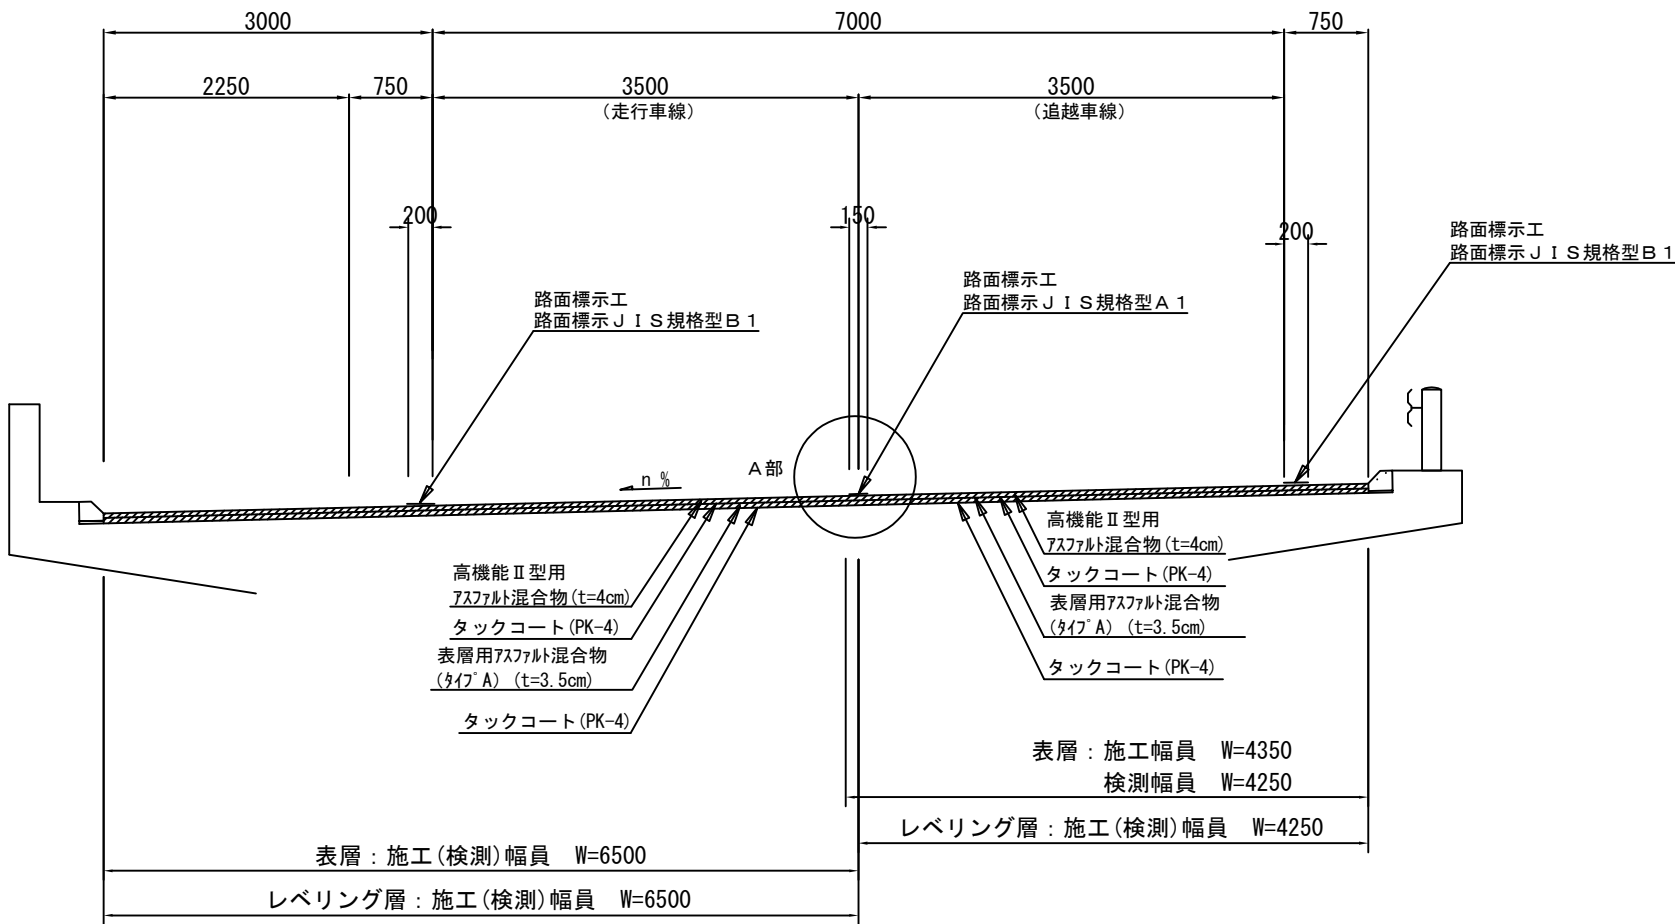 3000
7000
750
2250
750
3500
3500
(走行車線)
(追越車線)
200
150
200
路面標示工
路面標示ＪＩＳ規格型Ｂ１
路面標示工
路面標示ＪＩＳ規格型Ａ１
路面標示工
路面標示ＪＩＳ規格型Ｂ１
n %
Ａ部
高機能Ⅱ型用
ｱｽﾌｧﾙﾄ混合物(t=4cm)
タックコート(PK-4)
表層用ｱｽﾌｧﾙﾄ混合物
(ﾀｲﾌﾟA) (t=3.5cm)
タックコート(PK-4)
高機能Ⅱ型用
ｱｽﾌｧﾙﾄ混合物(t=4cm)
タックコート(PK-4)
表層用ｱｽﾌｧﾙﾄ混合物
(ﾀｲﾌﾟA) (t=3.5cm)
タックコート(PK-4)
表層：施工幅員　W=4350
検測幅員　W=4250
レベリング層：施工(検測)幅員　W=4250
表層：施工(検測)幅員　W=6500
レベリング層：施工(検測)幅員　W=6500